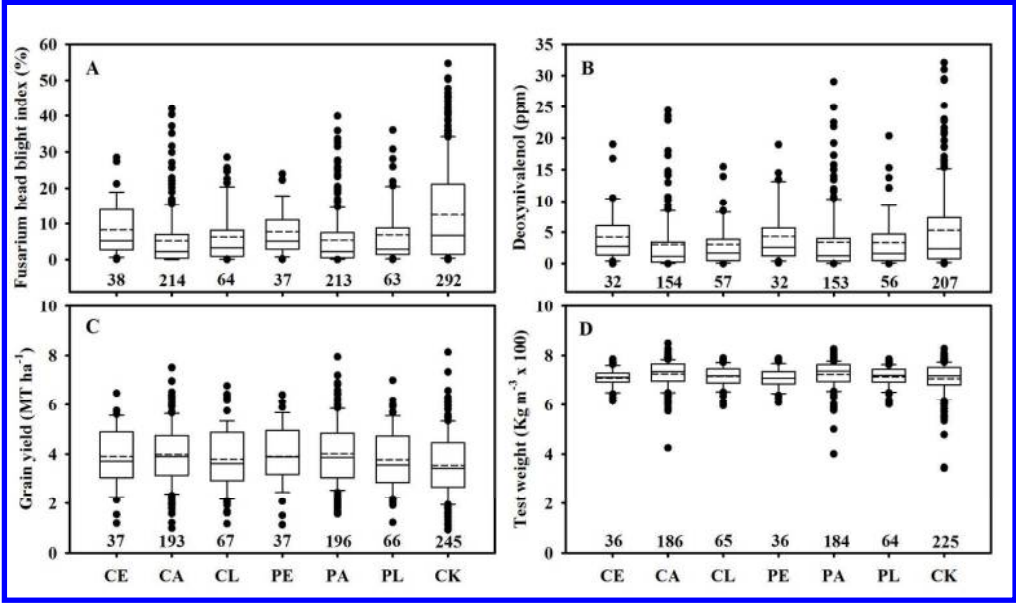 Fusarium head blight index (%)
A
60
50
40
30
20
10
0
38 214 64 37 213 63 292
Deoxynivalenol (ppm)
B
35
30
25
20
15
10
5
0
32 154 57 32 153 56 207
Grain yield (MT ha-1)
C
10
8
6
4
2
0
37 193 67 37 196 66 245
CE CA CL PE PA PL CK
Test weight (Kg m-3 x 100)
D
10
8
6
4
2
0
36 186 65 36 184 64 225
CE CA CL PE PA PL CK